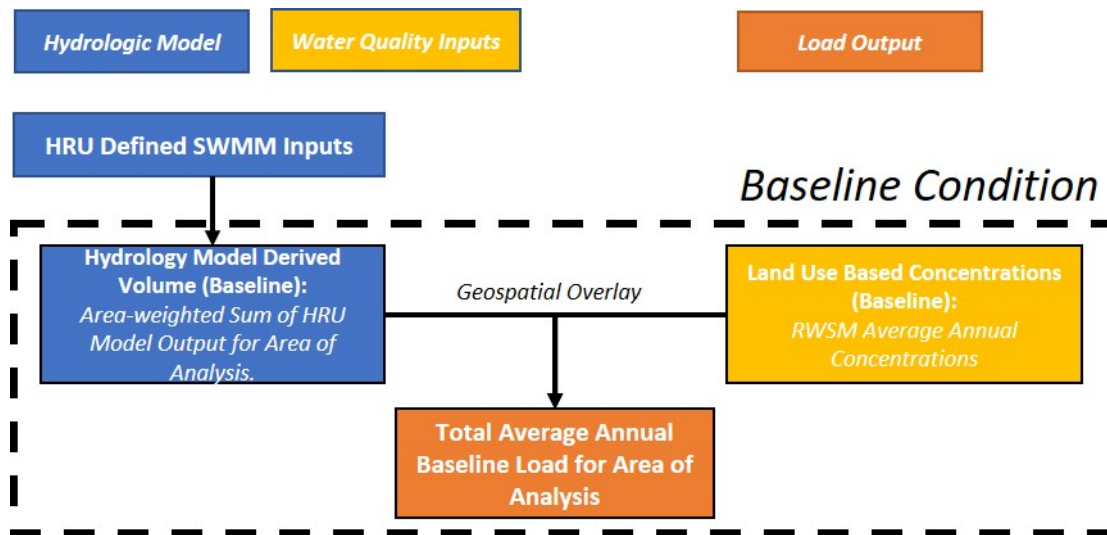 Hydrologic Model
Water Quality Inputs
Load Output
HRU Defined SWMM Inputs
Baseline Condition
Hydrology Model Derived
Volume (Baseline):
Area-weighted Sum of HRU
Model Output for Area of
Analysis.
Geospatial Overlay
Land Use Based Concentrations
(Baseline):
RWSM Average Annual
Concentrations
Total Average Annual
Baseline Load for Area of
Analysis